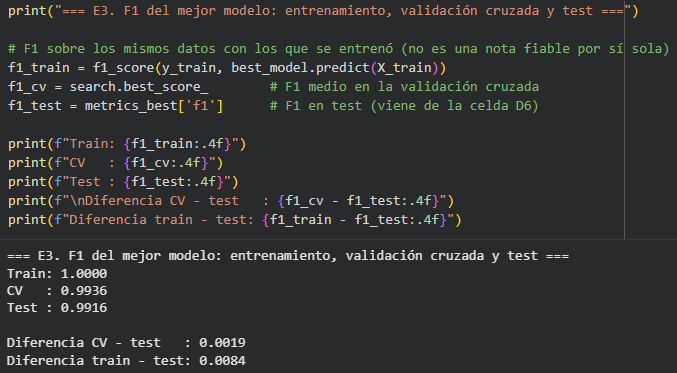 print("=== E3. F1 del mejor modelo: entrenamiento, validación cruzada y test ===")
# F1 sobre los mismos datos con los que se entrenó (no es una nota fiable por sí sola)
f1_train = f1_score(y_train, best_model.predict(X_train))
f1_cv = search.best_score_ # F1 medio en la validación cruzada
f1_test = metrics_best['f1'] # F1 en test (viene de la celda D6)
print(f"Train: {f1_train:.4f}")
print(f"CV   : {f1_cv:.4f}")
print(f"Test : {f1_test:.4f}")
print(f"\nDiferencia CV - test   : {f1_cv - f1_test:.4f}")
print(f"Diferencia train - test: {f1_train - f1_test:.4f}")
=== E3. F1 del mejor modelo: entrenamiento, validación cruzada y test ===
Train: 1.0000
CV   : 0.9936
Test : 0.9916
Diferencia CV - test   : 0.0019
Diferencia train - test: 0.0084